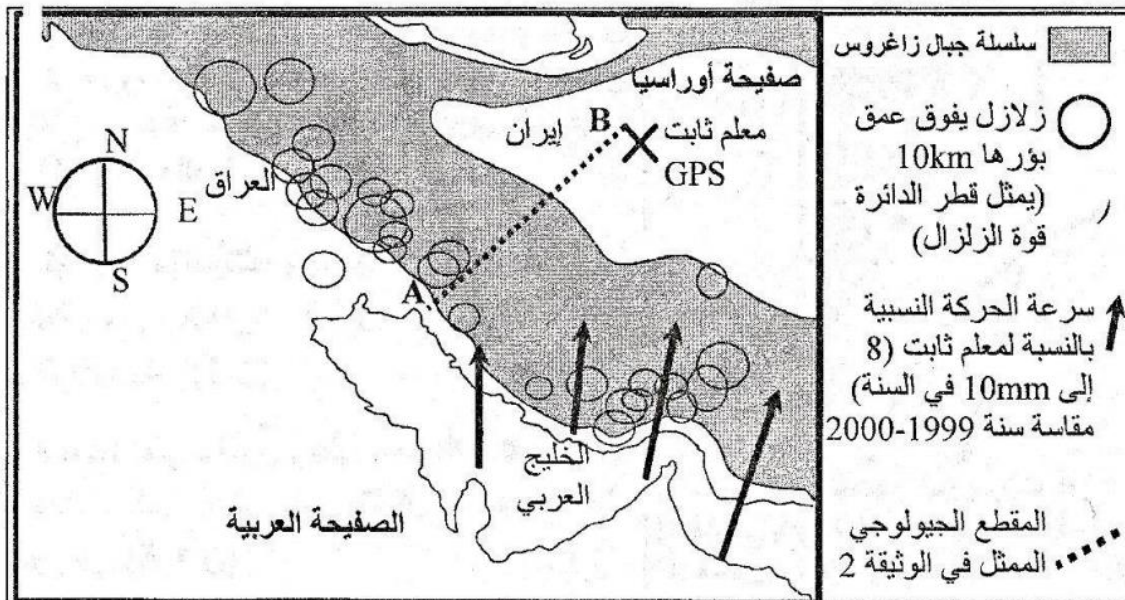 صفيحة أوراسيا
إيران
B
معلم ثابت
GPS
N
W
E
S
العراق
A
الخليج
العربي
الصفيحة العربية
سلسلة جبال زاغروس
زلازل يفوق عمق
بؤرها 10km
(يمثل قطر الدائرة
قوة الزلزال)
سرعة الحركة النسبية
بالنسبة لمعلم ثابت (8
إلى 10mm في السنة)
مقاسة سنة 1999-2000
المقطع الجيولوجي
الممثل في الوثيقة 2